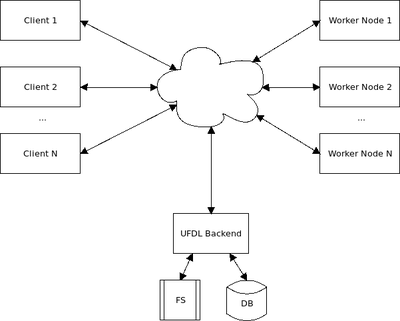 Client 1
Worker Node 1
Client 2
Worker Node 2
...
...
Client N
Worker Node N
UFDL Backend
FS
DB